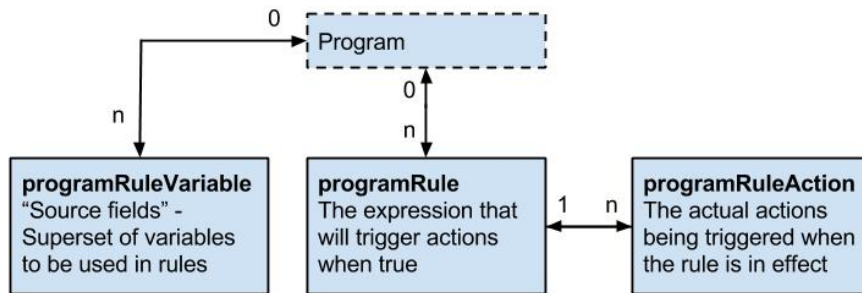 0
Program
0
n
n
programRuleVariable
“Source fields” -
Superset of variables
to be used in rules
programRule
The expression that
will trigger actions
when true
1
n
programRuleAction
The actual actions
being triggered when
the rule is in effect